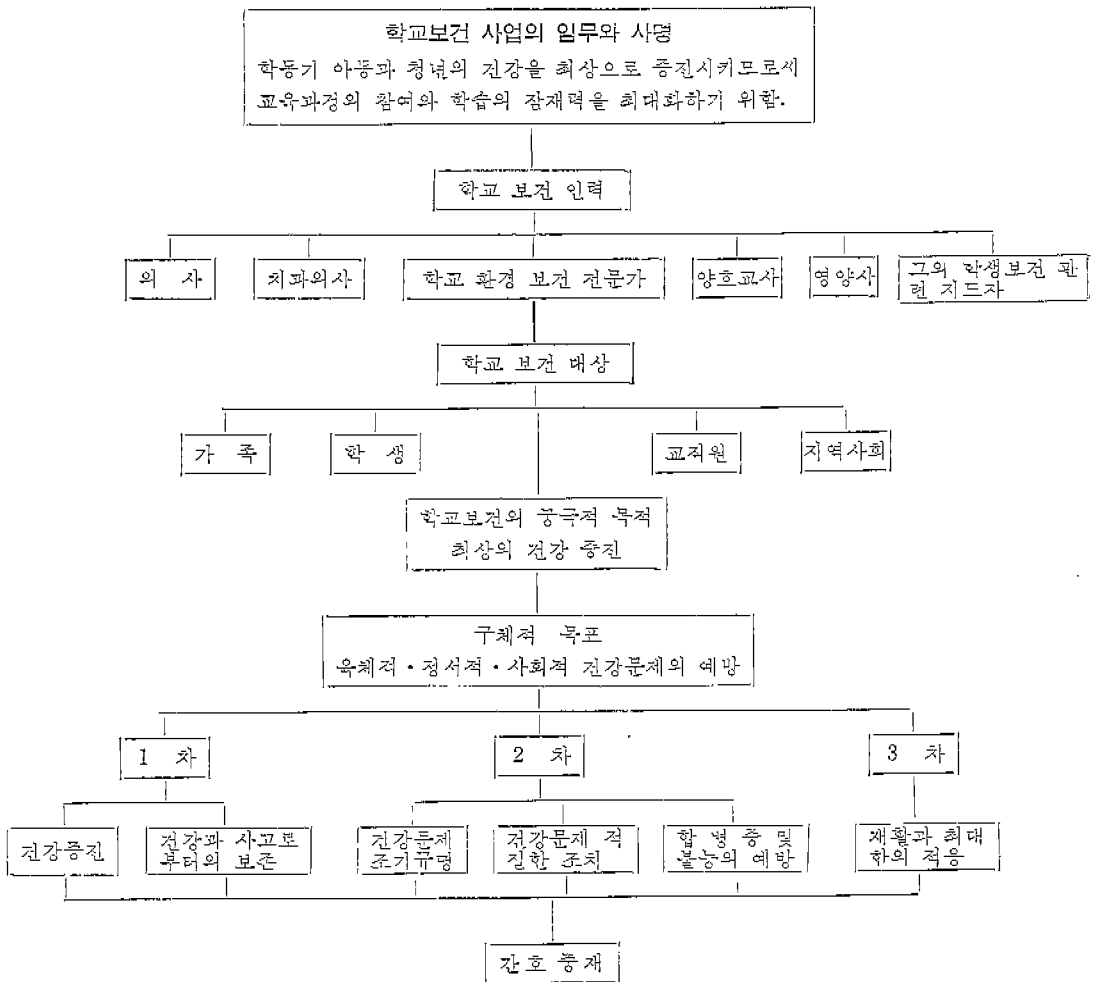 학교보건 사업의 임무와 사명
학동기 아동과 청년의 건강을 최상으로 증진시키므로써
교육과정의 참여와 학습의 잠재력을 최대화하기 위함.
학교 보건 인력
의 사
치과의사
학교 환경 보건 전문가
양호교사
영양사
그외 학생보건 관
련 지도자
학교 보건 대상
가 족
학 생
교직원
지역사회
학교보건의 궁극적 목적
최상의 건강 증진
구체적 목표
육체적·정서적·사회적 건강문제의 예방
1 차
2 차
3 차
건강증진
건강과 사고로
부터의 보존
건강문제
조기규명
건강문제 적
절한 조치
합 병 증 및
불능의 예방
재활과 최대
화의 적응
간호 중재